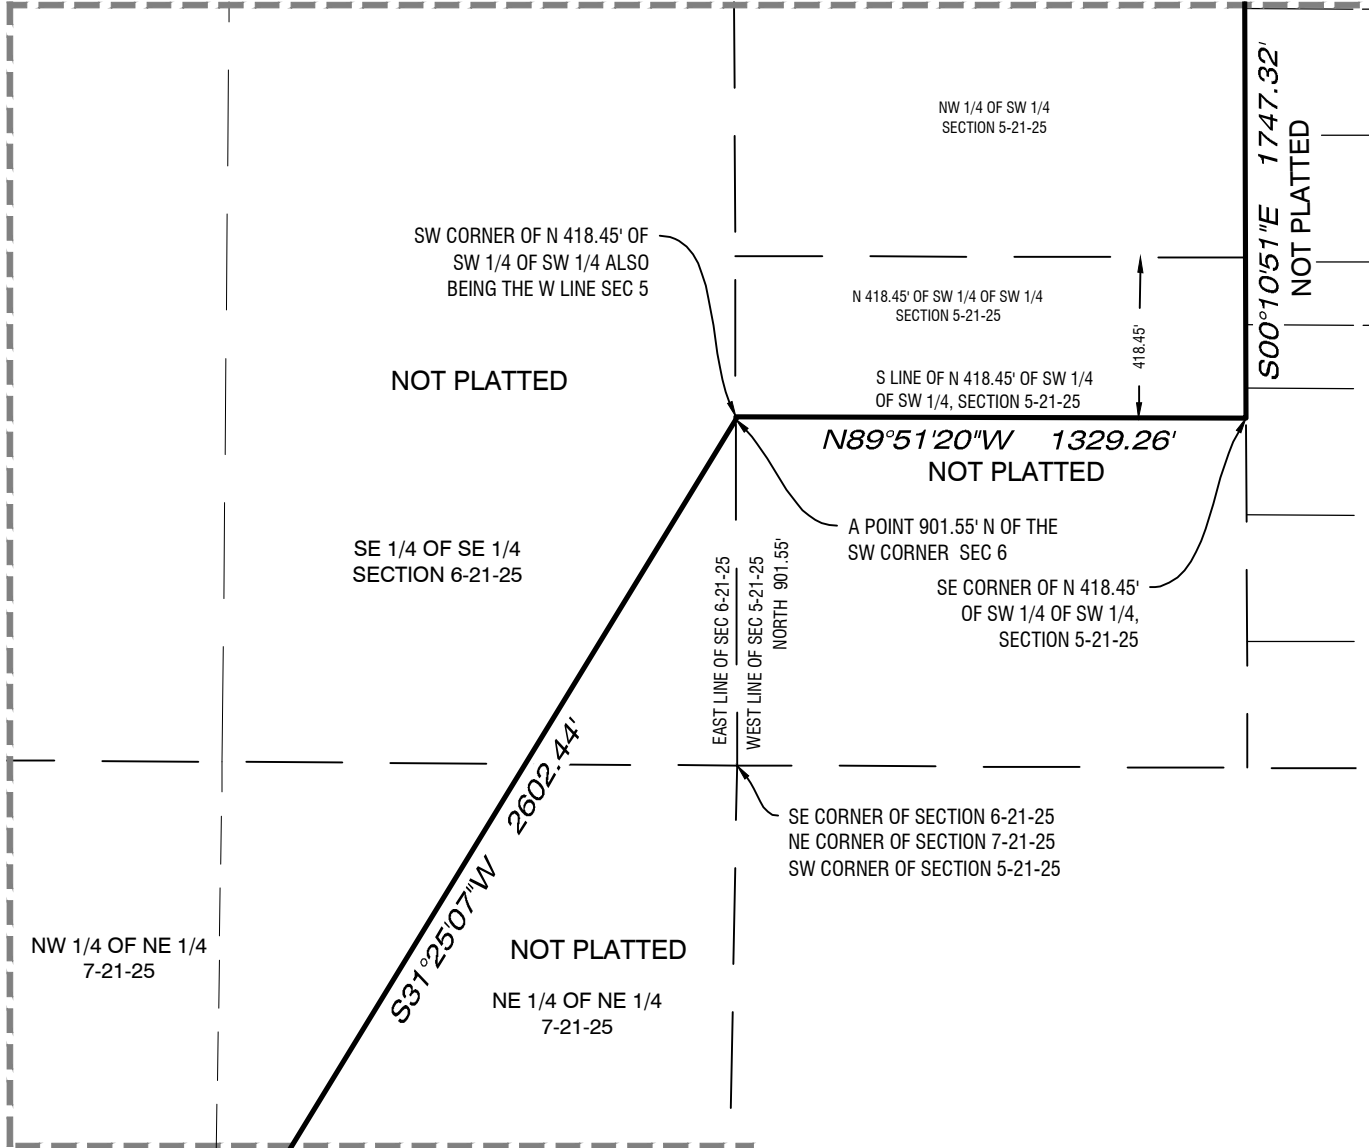 NW 1/4 OF SW 1/4
SECTION 5-21-25
S00°10'51"E 1747.32'
NOT PLATTED
SW CORNER OF N 418.45' OF
SW 1/4 OF SW 1/4 ALSO
BEING THE W LINE SEC 5
N 418.45' OF SW 1/4 OF SW 1/4
SECTION 5-21-25
418.45'
NOT PLATTED
S LINE OF N 418.45' OF SW 1/4
OF SW 1/4, SECTION 5-21-25
N89°51'20"W 1329.26'
NOT PLATTED
A POINT 901.55' N OF THE
SW CORNER SEC 6
SE 1/4 OF SE 1/4
SECTION 6-21-25
EAST LINE OF SEC 6-21-25
WEST LINE OF SEC 5-21-25
NORTH 901.55'
SE CORNER OF N 418.45'
OF SW 1/4 OF SW 1/4,
SECTION 5-21-25
S31°25'07"W 2602.44'
SE CORNER OF SECTION 6-21-25
NE CORNER OF SECTION 7-21-25
SW CORNER OF SECTION 5-21-25
NW 1/4 OF NE 1/4
7-21-25
NOT PLATTED
NE 1/4 OF NE 1/4
7-21-25